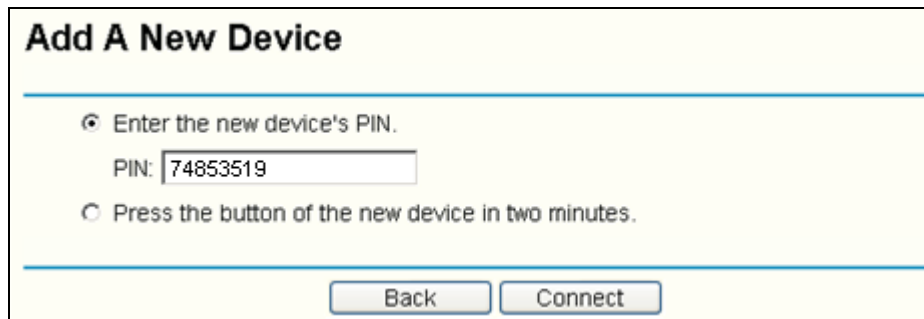 Add A New Device
Enter the new device's PIN.
PIN: 74853519
Press the button of the new device in two minutes.
Back Connect